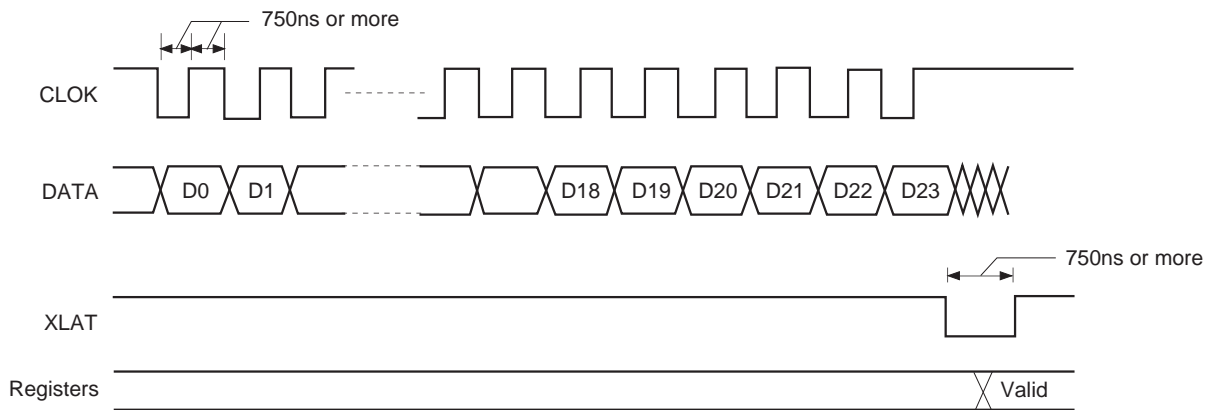 750ns or more
CLOK
DATA
D0 D1 D18 D19 D20 D21 D22 D23
750ns or more
XLAT
Registers
Valid